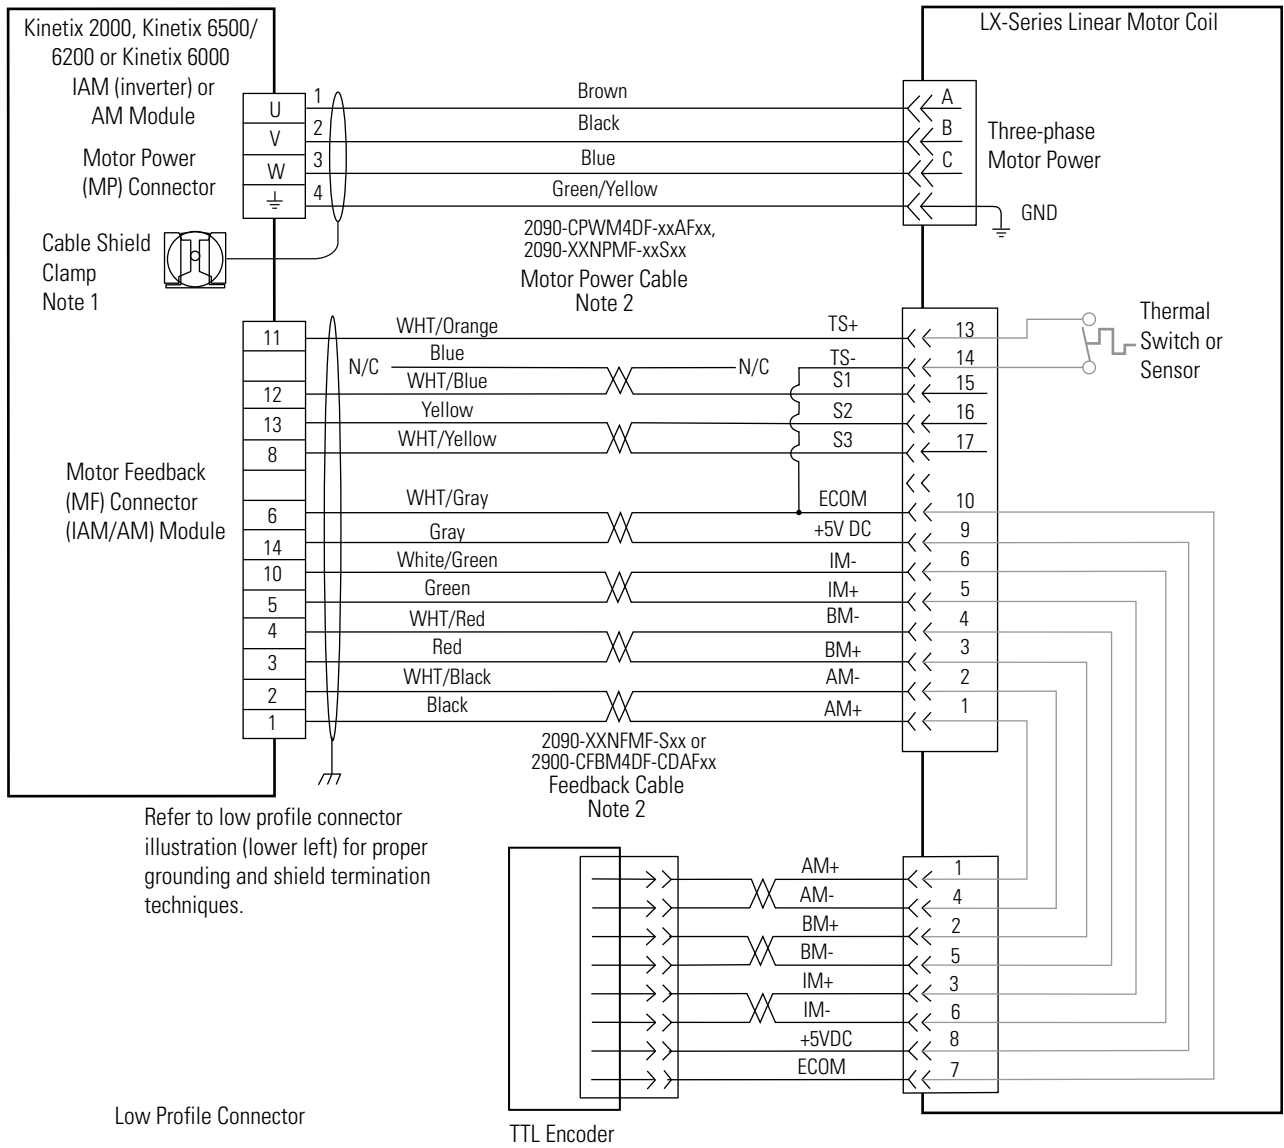 Kinetix 2000, Kinetix 6500/
6200 or Kinetix 6000
IAM (inverter) or
AM Module
Motor Power
(MP) Connector
Cable Shield
Clamp
Note 1
U
V
W
1
2
3
4
Brown
Black
Blue
Green/Yellow
2090-CPWM4DF-xxAFxx,
2090-XXNPMF-xxSxx
Motor Power Cable
Note 2
LX-Series Linear Motor Coil
A
B
C
Three-phase
Motor Power
GND
Motor Feedback
(MF) Connector
(IAM/AM) Module
11
12
13
8
6
14
10
5
4
3
2
1
WHT/Orange
N/C
Blue
N/C
WHT/Blue
Yellow
WHT/Yellow
WHT/Gray
Gray
White/Green
Green
WHT/Red
Red
WHT/Black
Black
TS+
TS-
S1
S2
S3
ECOM
+5V DC
IM-
IM+
BM-
BM+
AM-
AM+
13
14
15
16
17
10
9
6
5
4
3
2
1
Thermal
Switch or
Sensor
2090-XXNFMF-Sxx or
2900-CFBM4DF-CDAFxx
Feedback Cable
Note 2
Refer to low profile connector
illustration (lower left) for proper
grounding and shield termination
techniques.
AM+
AM-
BM+
BM-
IM+
IM-
+5VDC
ECOM
1
4
2
5
3
6
8
7
Low Profile Connector
TTL Encoder